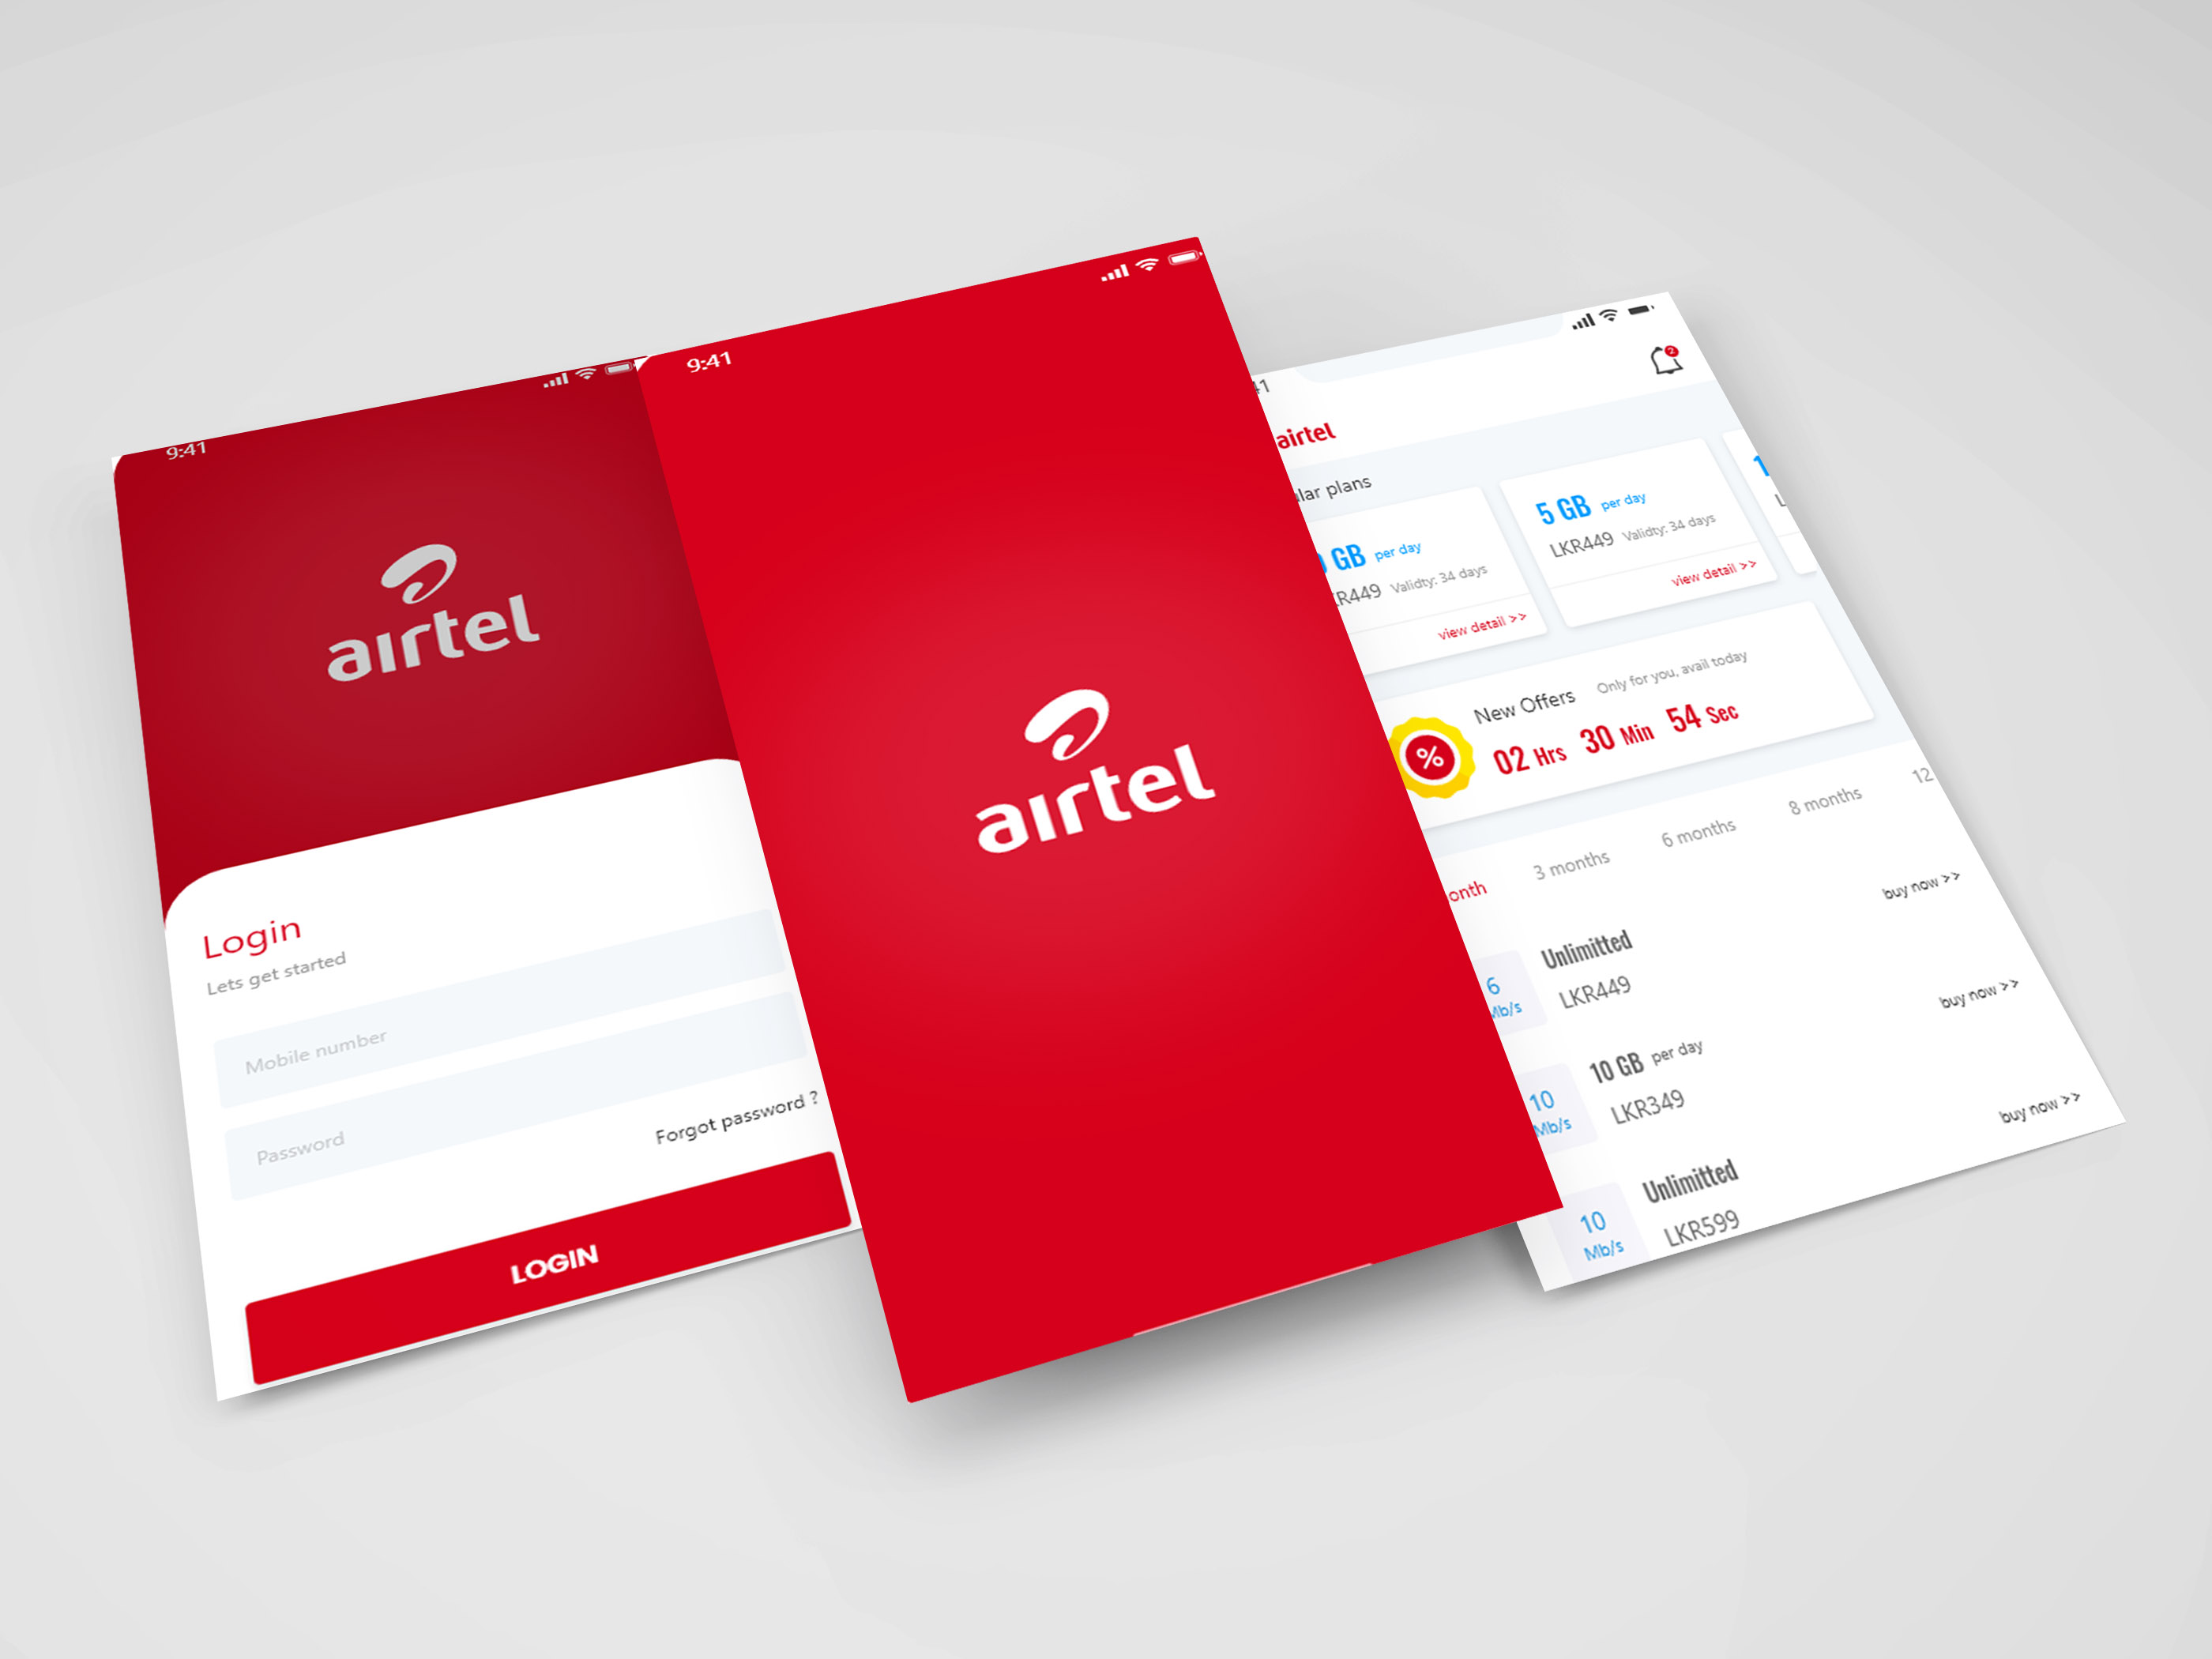 9:41
airtel
Login
Lets get started
Mobile number
Password
Forgot password ?
LOGIN
9:41
airtel
airtel
plans
GB per day
Validty: 34 days
view detail >>
5 GB per day
LKR449 Validty: 34 days
view detail >>
2
New Offers Only for you, avail today
%
02 Hrs 30 Min 54 Sec
3 months 6 months 8 months 12
6
Mb/s
Unlimitted
LKR449
buy now >>
10
Mb/s
10 GB per day
LKR349
buy now >>
10
Mb/s
Unlimitted
LKR599
buy now >>